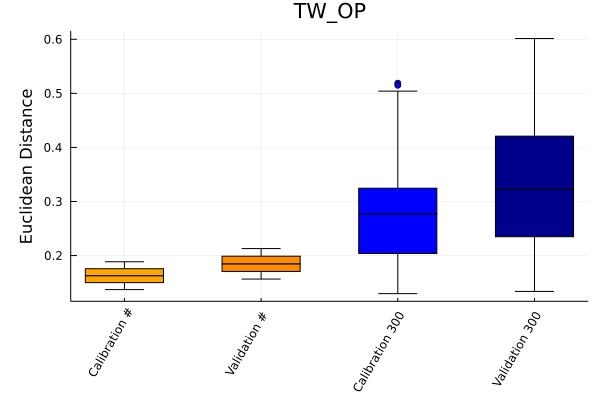 TW_OP
Euclidean Distance
0.6
0.5
0.4
0.3
0.2
Calibration #
Validation #
Calibration 300
Validation 300